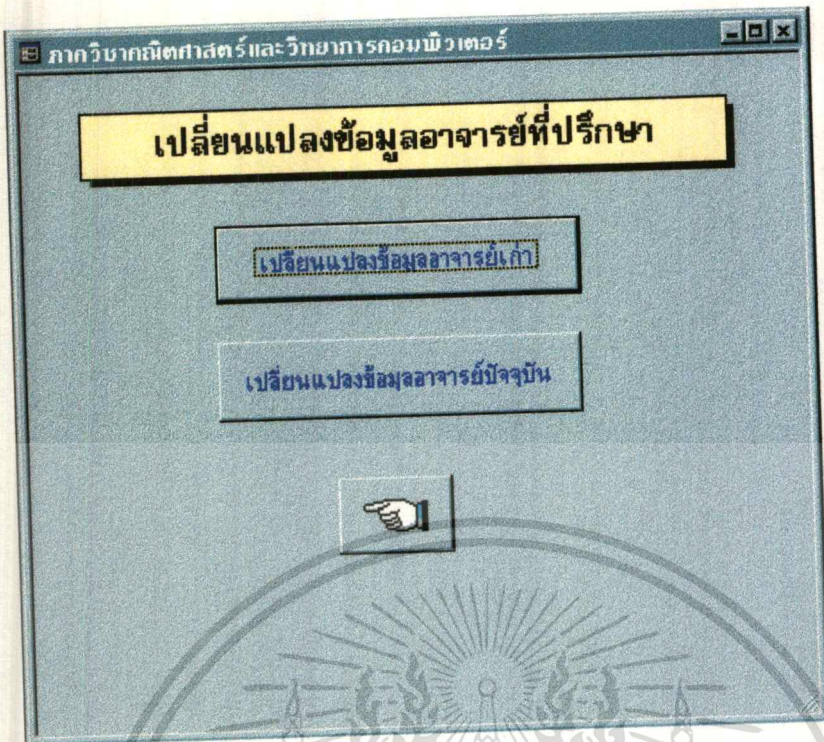 ภาควิชาคณิตศาสตร์และวิทยาการคอมพิวเตอร์
เปลี่ยนแปลงข้อมูลอาจารย์ที่ปรึกษา
เปลี่ยนแปลงข้อมูลอาจารย์เก่า
เปลี่ยนแปลงข้อมูลอาจารย์ปัจจุบัน